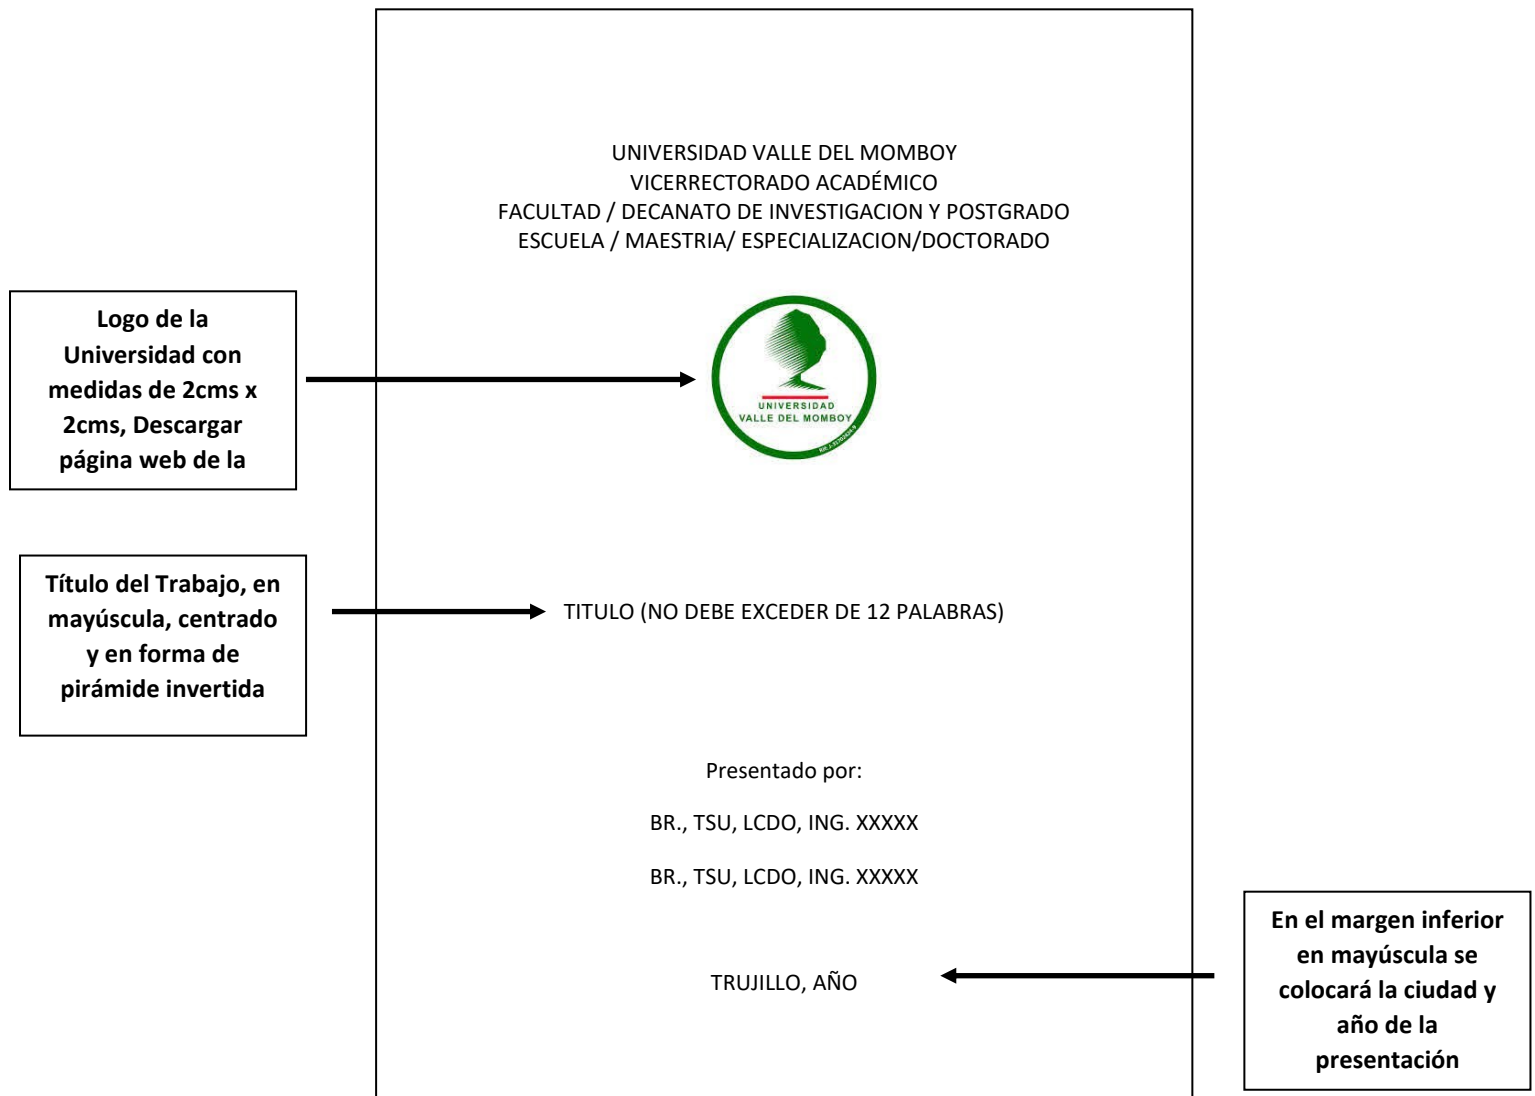 UNIVERSIDAD VALLE DEL MOMBOY
VICERRECTORADO ACADÉMICO
FACULTAD / DECANATO DE INVESTIGACION Y POSTGRADO
ESCUELA / MAESTRIA/ ESPECIALIZACION/DOCTORADO
Logo de la
Universidad con
medidas de 2cms x
2cms, Descargar
página web de la
UNIVERSIDAD
VALLE DEL MOMBOY
Título del Trabajo, en
mayúscula, centrado
y en forma de
pirámide invertida
TITULO (NO DEBE EXCEDER DE 12 PALABRAS)
Presentado por:
BR., TSU, LCDO, ING. XXXXX
BR., TSU, LCDO, ING. XXXXX
TRUJILLO, AÑO
En el margen inferior
en mayúscula se
colocará la ciudad y
año de la
presentación